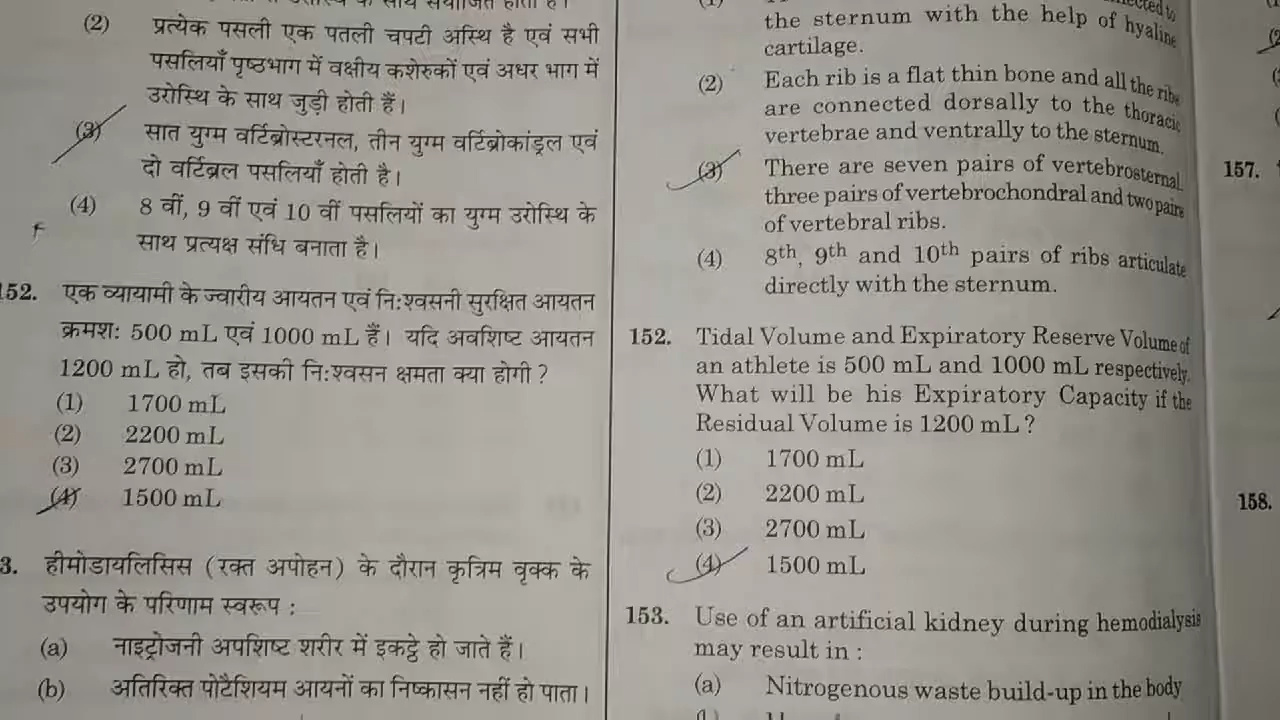 (2) प्रत्येक पसली एक पतली चपटी अस्थि है एवं सभी
पसलियाँ पृष्ठभाग में वक्षीय कशेरुकों एवं अधर भाग में
उरोस्थि के साथ जुड़ी होती हैं।
(3) सात युग्म वर्टिब्रोस्टरनल, तीन युग्म वर्टिब्रोकांड्रल एवं
दो वर्टिब्रल पसलियाँ होती है।
(4) 8 वीं, 9 वीं एवं 10 वीं पसलियों का युग्म उरोस्थि के
साथ प्रत्यक्ष संधि बनाता है।
152. एक व्यायामी के ज्वारीय आयतन एवं नि:श्वसनी सुरक्षित आयतन
क्रमश: 500 mL एवं 1000 mL हैं। यदि अवशिष्ट आयतन
1200 mL हो, तब इसकी नि:श्वसन क्षमता क्या होगी ?
(1) 1700 mL
(2) 2200 mL
(3) 2700 mL
(4) 1500 mL
3. हीमोडायलिसिस (रक्त अपोहन) के दौरान कृत्रिम वृक्क के
उपयोग के परिणाम स्वरूप :
(a) नाइट्रोजनी अपशिष्ट शरीर में इकट्ठे हो जाते हैं।
(b) अतिरिक्त पोटैशियम आयनों का निष्कासन नहीं हो पाता।
the sternum with the help of hyaline
cartilage.
(2) Each rib is a flat thin bone and all the ribs
are connected dorsally to the thoracic
vertebrae and ventrally to the sternum.
(3) There are seven pairs of vertebrosternal,
three pairs of vertebrochondral and two pairs
of vertebral ribs.
(4) 8th, 9th and 10th pairs of ribs articulate
directly with the sternum.
152. Tidal Volume and Expiratory Reserve Volume of
an athlete is 500 mL and 1000 mL respectively.
What will be his Expiratory Capacity if the
Residual Volume is 1200 mL ?
(1) 1700 mL
(2) 2200 mL
(3) 2700 mL
(4) 1500 mL
153. Use of an artificial kidney during hemodialysis
may result in :
(a) Nitrogenous waste build-up in the body
157.
158.